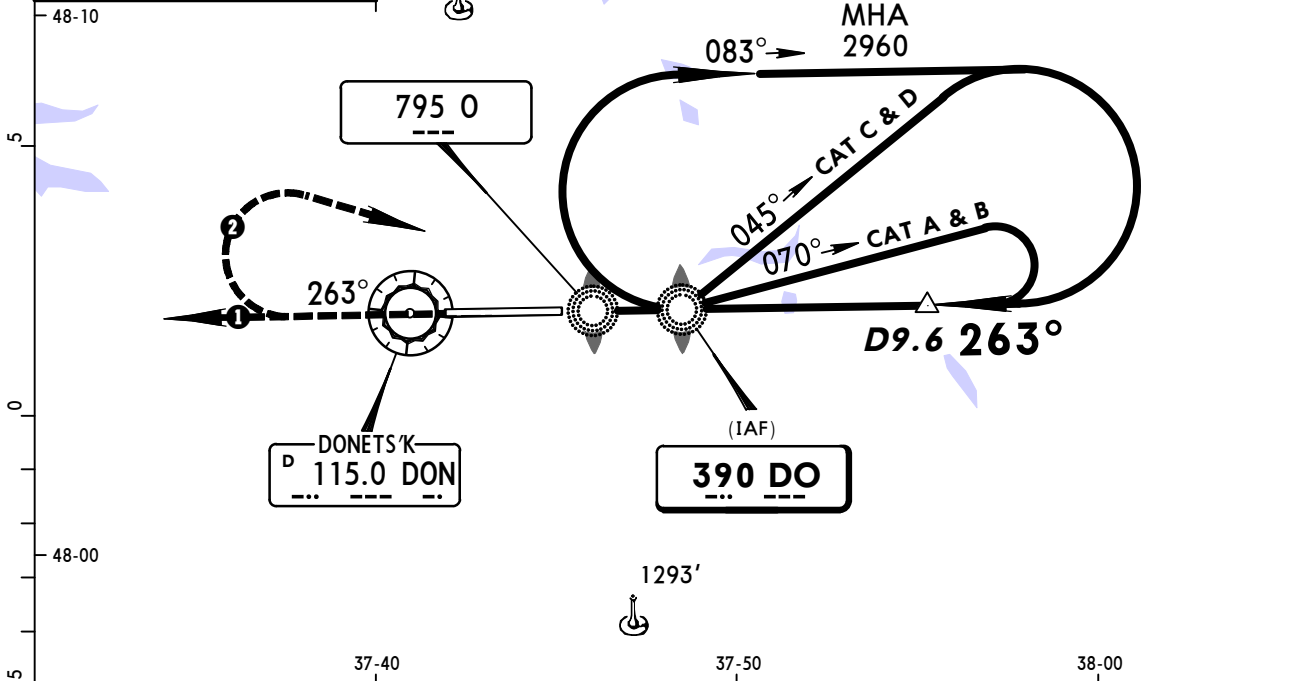 48-10
MHA
2960
083°
795 O
5
CAT C & D
045°
CAT A & B
070°
2
263°
1
D9.6 263°
0
(IAF)
DONETS'K
D 115.0 DON
390 DO
48-00
1293'
5
37-40
37-50
38-00